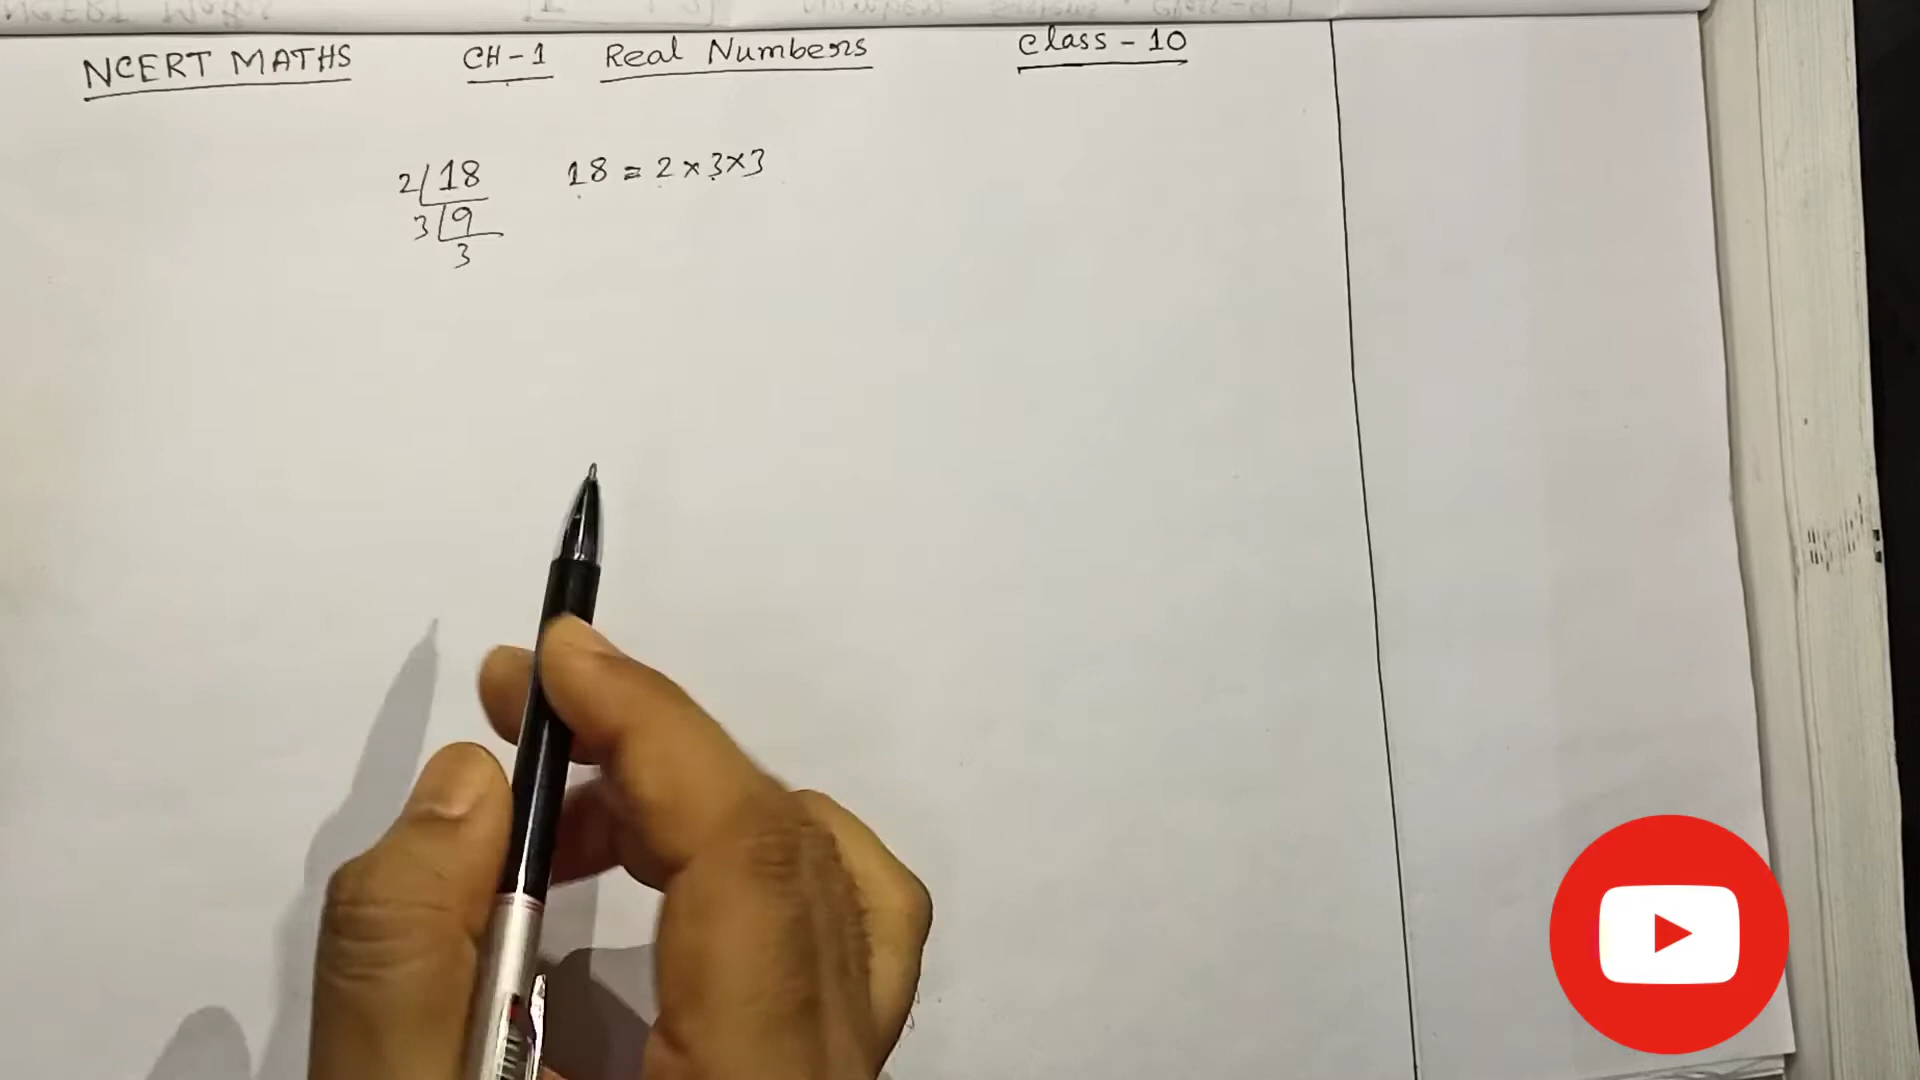 NCERT MATHS CH-1 Real Numbers Class-10
2/18 18 = 2×3×3
3|9
3